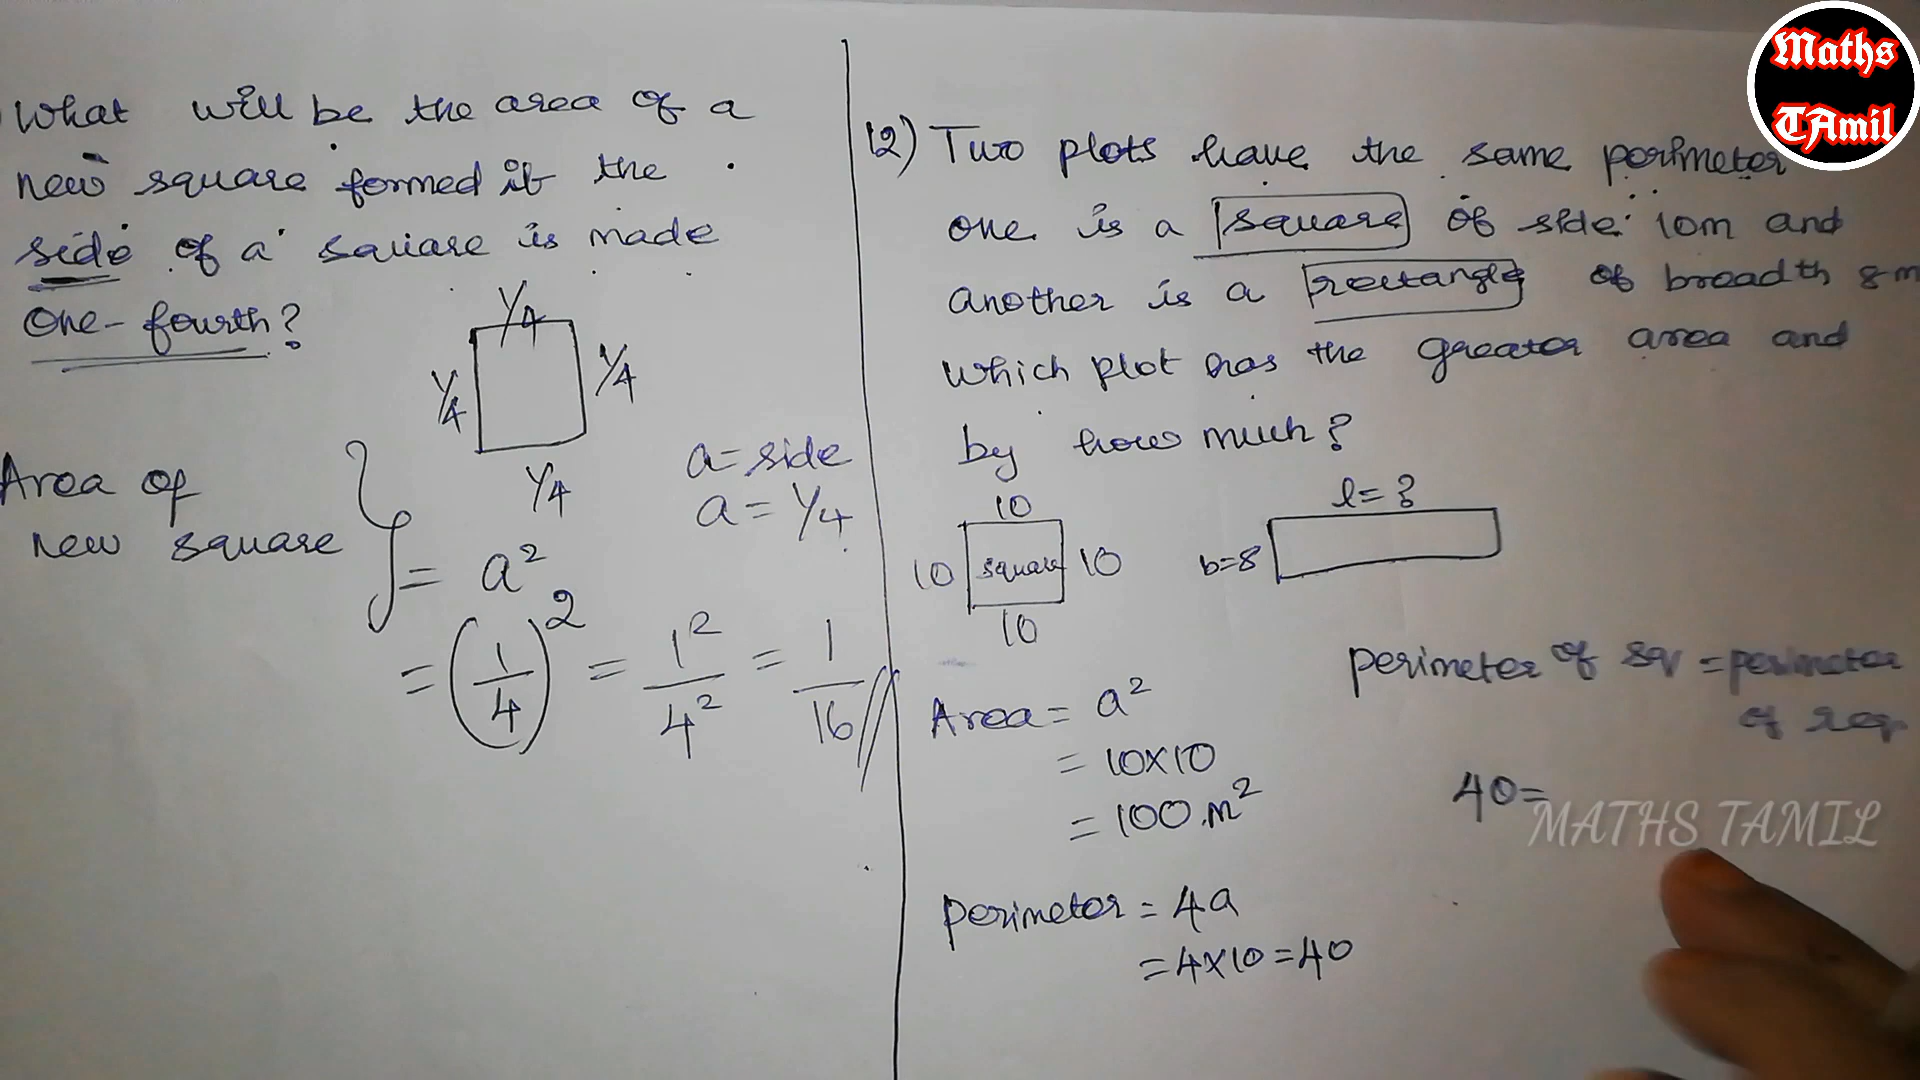 What will be the area of a
new square formed if the
side of a square is made
one-fourth?
1/4
1/4
1/4
1/4
a = side
a = 1/4
Area of
new square
= a²
= (1/4)² = 1²/4² = 1/16
12) Two plots have the same perimeter
one is a square of side 10m and
another is a rectangle of breadth 8m
which plot has the greater area and
by how much?
10
10 square 10
10
l = ?
b=8
Area = a²
= 10×10
= 100 m²
perimeter = 4a
= 4×10 = 40
perimeter of sq = perimeter
of
40 =
Maths
TAmil
MATHS TAMIL